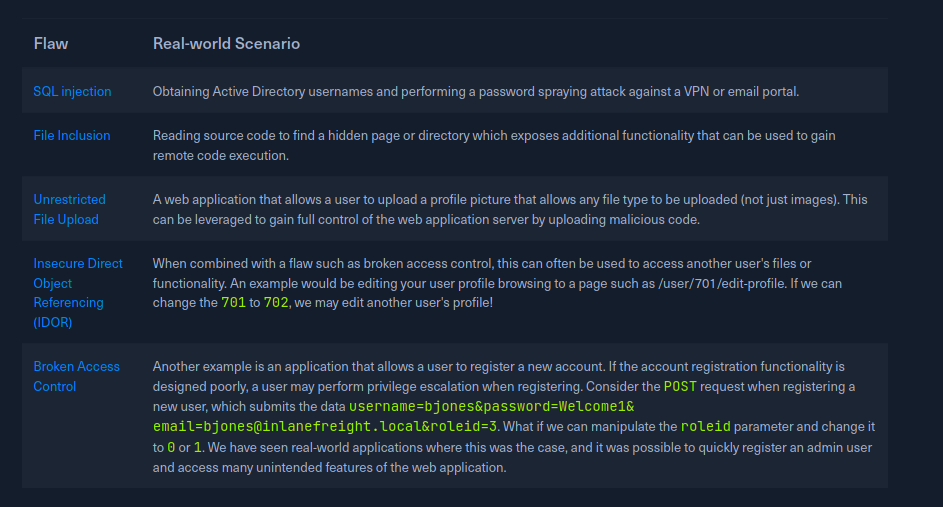 Flaw Real-world Scenario
SQL injection Obtaining Active Directory usernames and performing a password spraying attack against a VPN or email portal.
File Inclusion Reading source code to find a hidden page or directory which exposes additional functionality that can be used to gain
remote code execution.
Unrestricted
File Upload
A web application that allows a user to upload a profile picture that allows any file type to be uploaded (not just images). This
can be leveraged to gain full control of the web application server by uploading malicious code.
Insecure Direct
Object
Referencing
(IDOR)
When combined with a flaw such as broken access control, this can often be used to access another user's files or
functionality. An example would be editing your user profile browsing to a page such as /user/701/edit-profile. If we can
change the 701 to 702, we may edit another user's profile!
Broken Access
Control
Another example is an application that allows a user to register a new account. If the account registration functionality is
designed poorly, a user may perform privilege escalation when registering. Consider the POST request when registering a
new user, which submits the data username=bjones&password=Welcome1&
email=bjones@inlanefreight.local&roleid=3. What if we can manipulate the roleid parameter and change it
to 0 or 1. We have seen real-world applications where this was the case, and it was possible to quickly register an admin user
and access many unintended features of the web application.